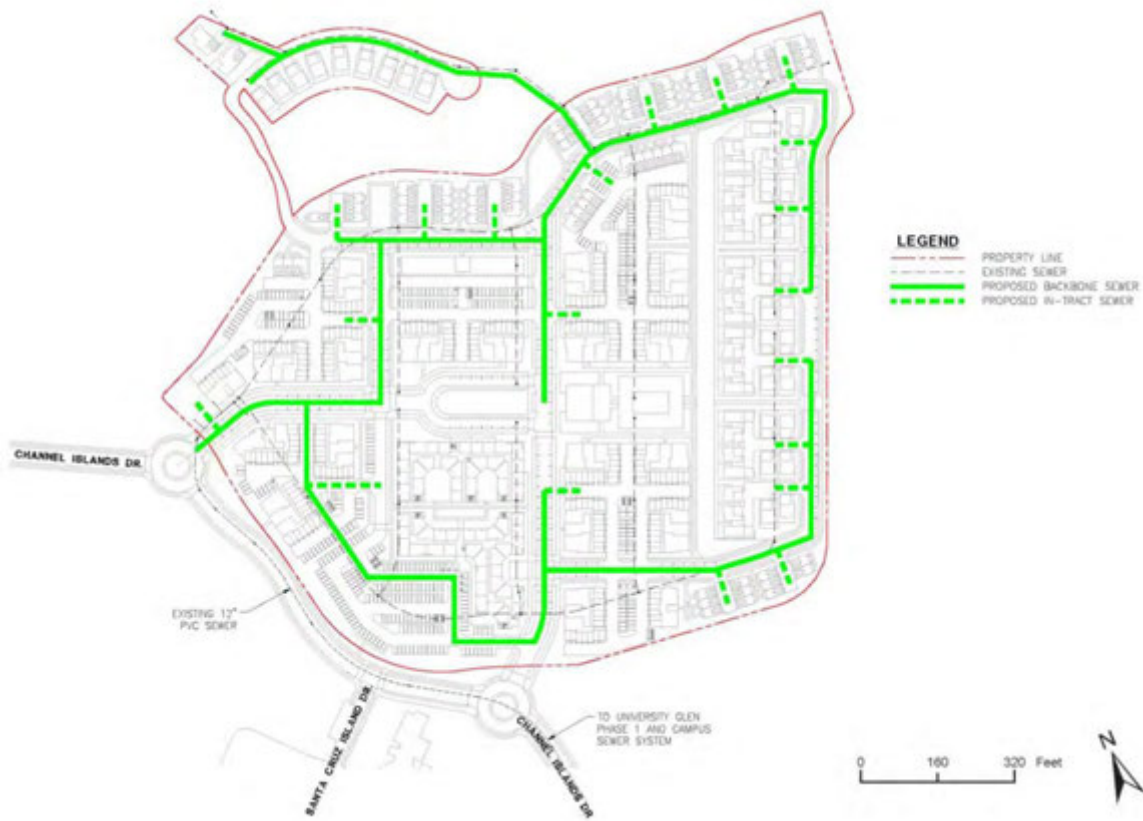 LEGEND
PROPERTY LINE
EXISTING SEWER
PROPOSED BACKBONE SEWER
PROPOSED IN-TRACT SEWER
CHANNEL ISLANDS DR.
EXISTING 12"
PVC SEWER
SANTA CRUZ ISLAND DR.
CHANNEL ISLANDS DR
TO UNIVERSITY GLEN
PHASE 1 AND CAMPUS
SEWER SYSTEM
0 160 320 Feet
N